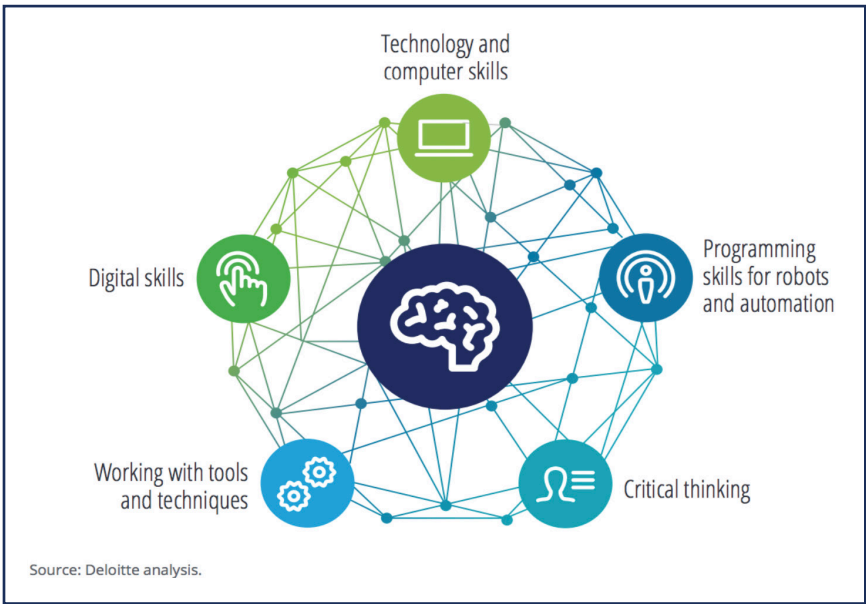 Technology and
computer skills
Digital skills
Programming
skills for robots
and automation
Working with tools
and techniques
Critical thinking
Source: Deloitte analysis.